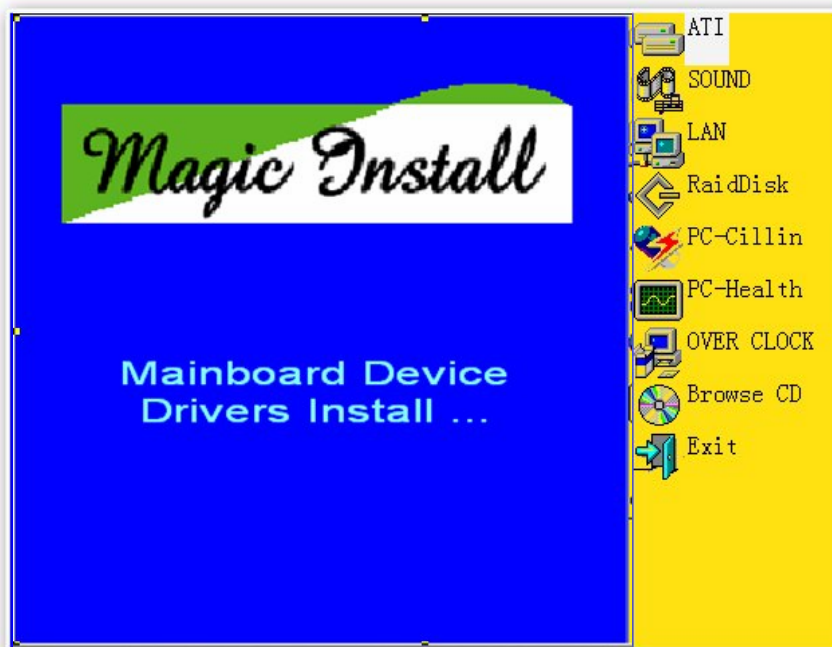 Magic Install
Mainboard Device
Drivers Install ...
ATI
SOUND
LAN
RaidDisk
PC-Cillin
PC-Health
OVER CLOCK
Browse CD
Exit